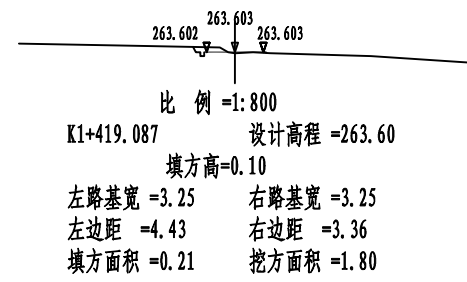 263.603
263.602 263.603
比 例 =1:800
K1+419.087 设计高程 =263.60
填方高=0.10
左路基宽 =3.25 右路基宽 =3.25
左边距 =4.43 右边距 =3.36
填方面积 =0.21 挖方面积 =1.80